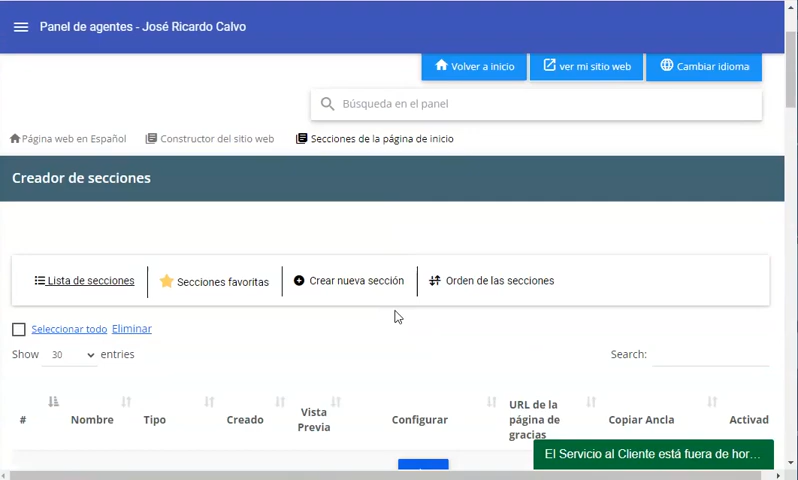 Panel de agentes - José Ricardo Calvo
Volver a inicio
ver mi sitio web
Cambiar idioma
Búsqueda en el panel
Página web en Español
Constructor del sitio web
Secciones de la página de inicio
Creador de secciones
Lista de secciones
Secciones favoritas
Crear nueva sección
Orden de las secciones
Seleccionar todo Eliminar
Show 30 entries
Search:
#
Nombre
Tipo
Creado
Vista
Previa
Configurar
URL de la
página de
gracias
Copiar Ancla
Activad
El Servicio al Cliente está fuera de hor…